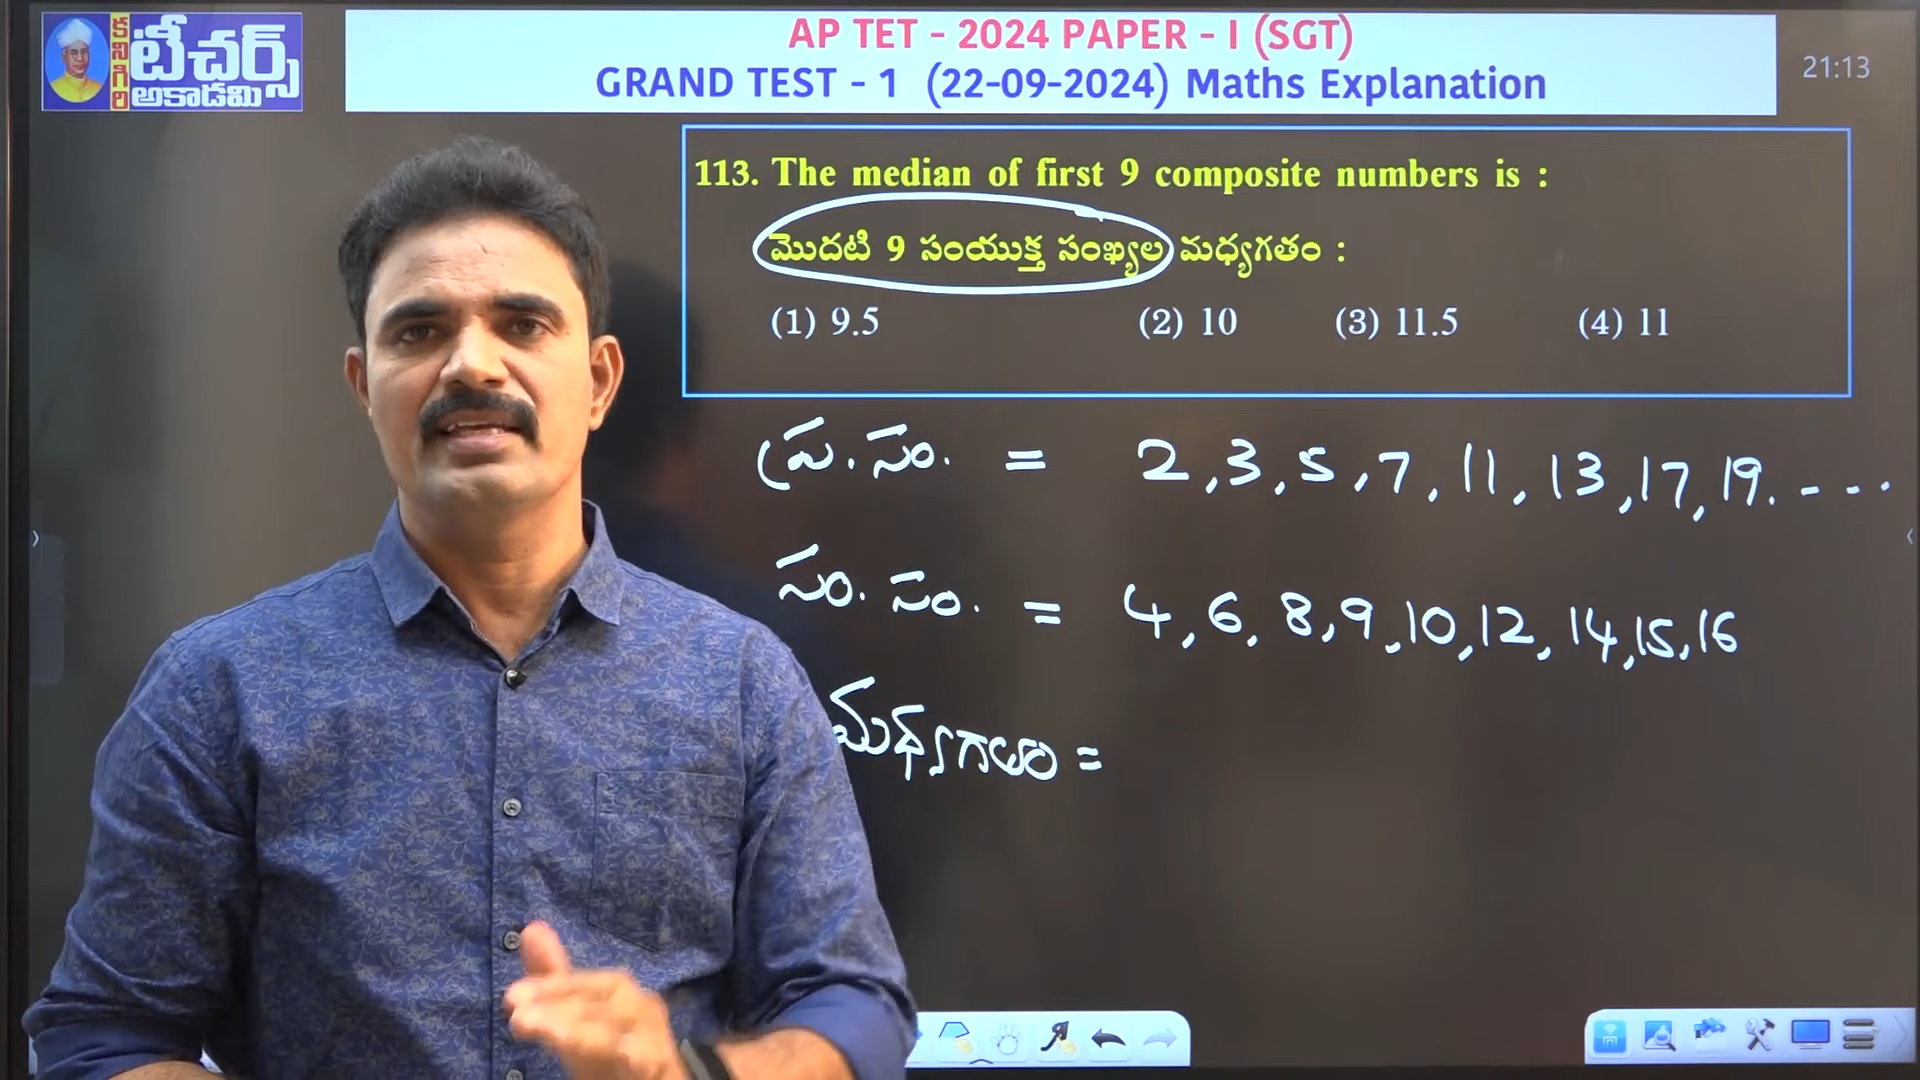 కనిగిరి టీచర్స్ అకాడమి
AP TET - 2024 PAPER - I (SGT)
GRAND TEST - 1 (22-09-2024) Maths Explanation
21:13
113. The median of first 9 composite numbers is :
మొదటి 9 సంయుక్త సంఖ్యల మధ్యగతం :
(1) 9.5 (2) 10 (3) 11.5 (4) 11
ప్ర.సం. = 2,3,5,7,11,13,17,19. - - -
సం. సం. = 4,6,8,9,10,12,14,15,16
మధ్యగతం =